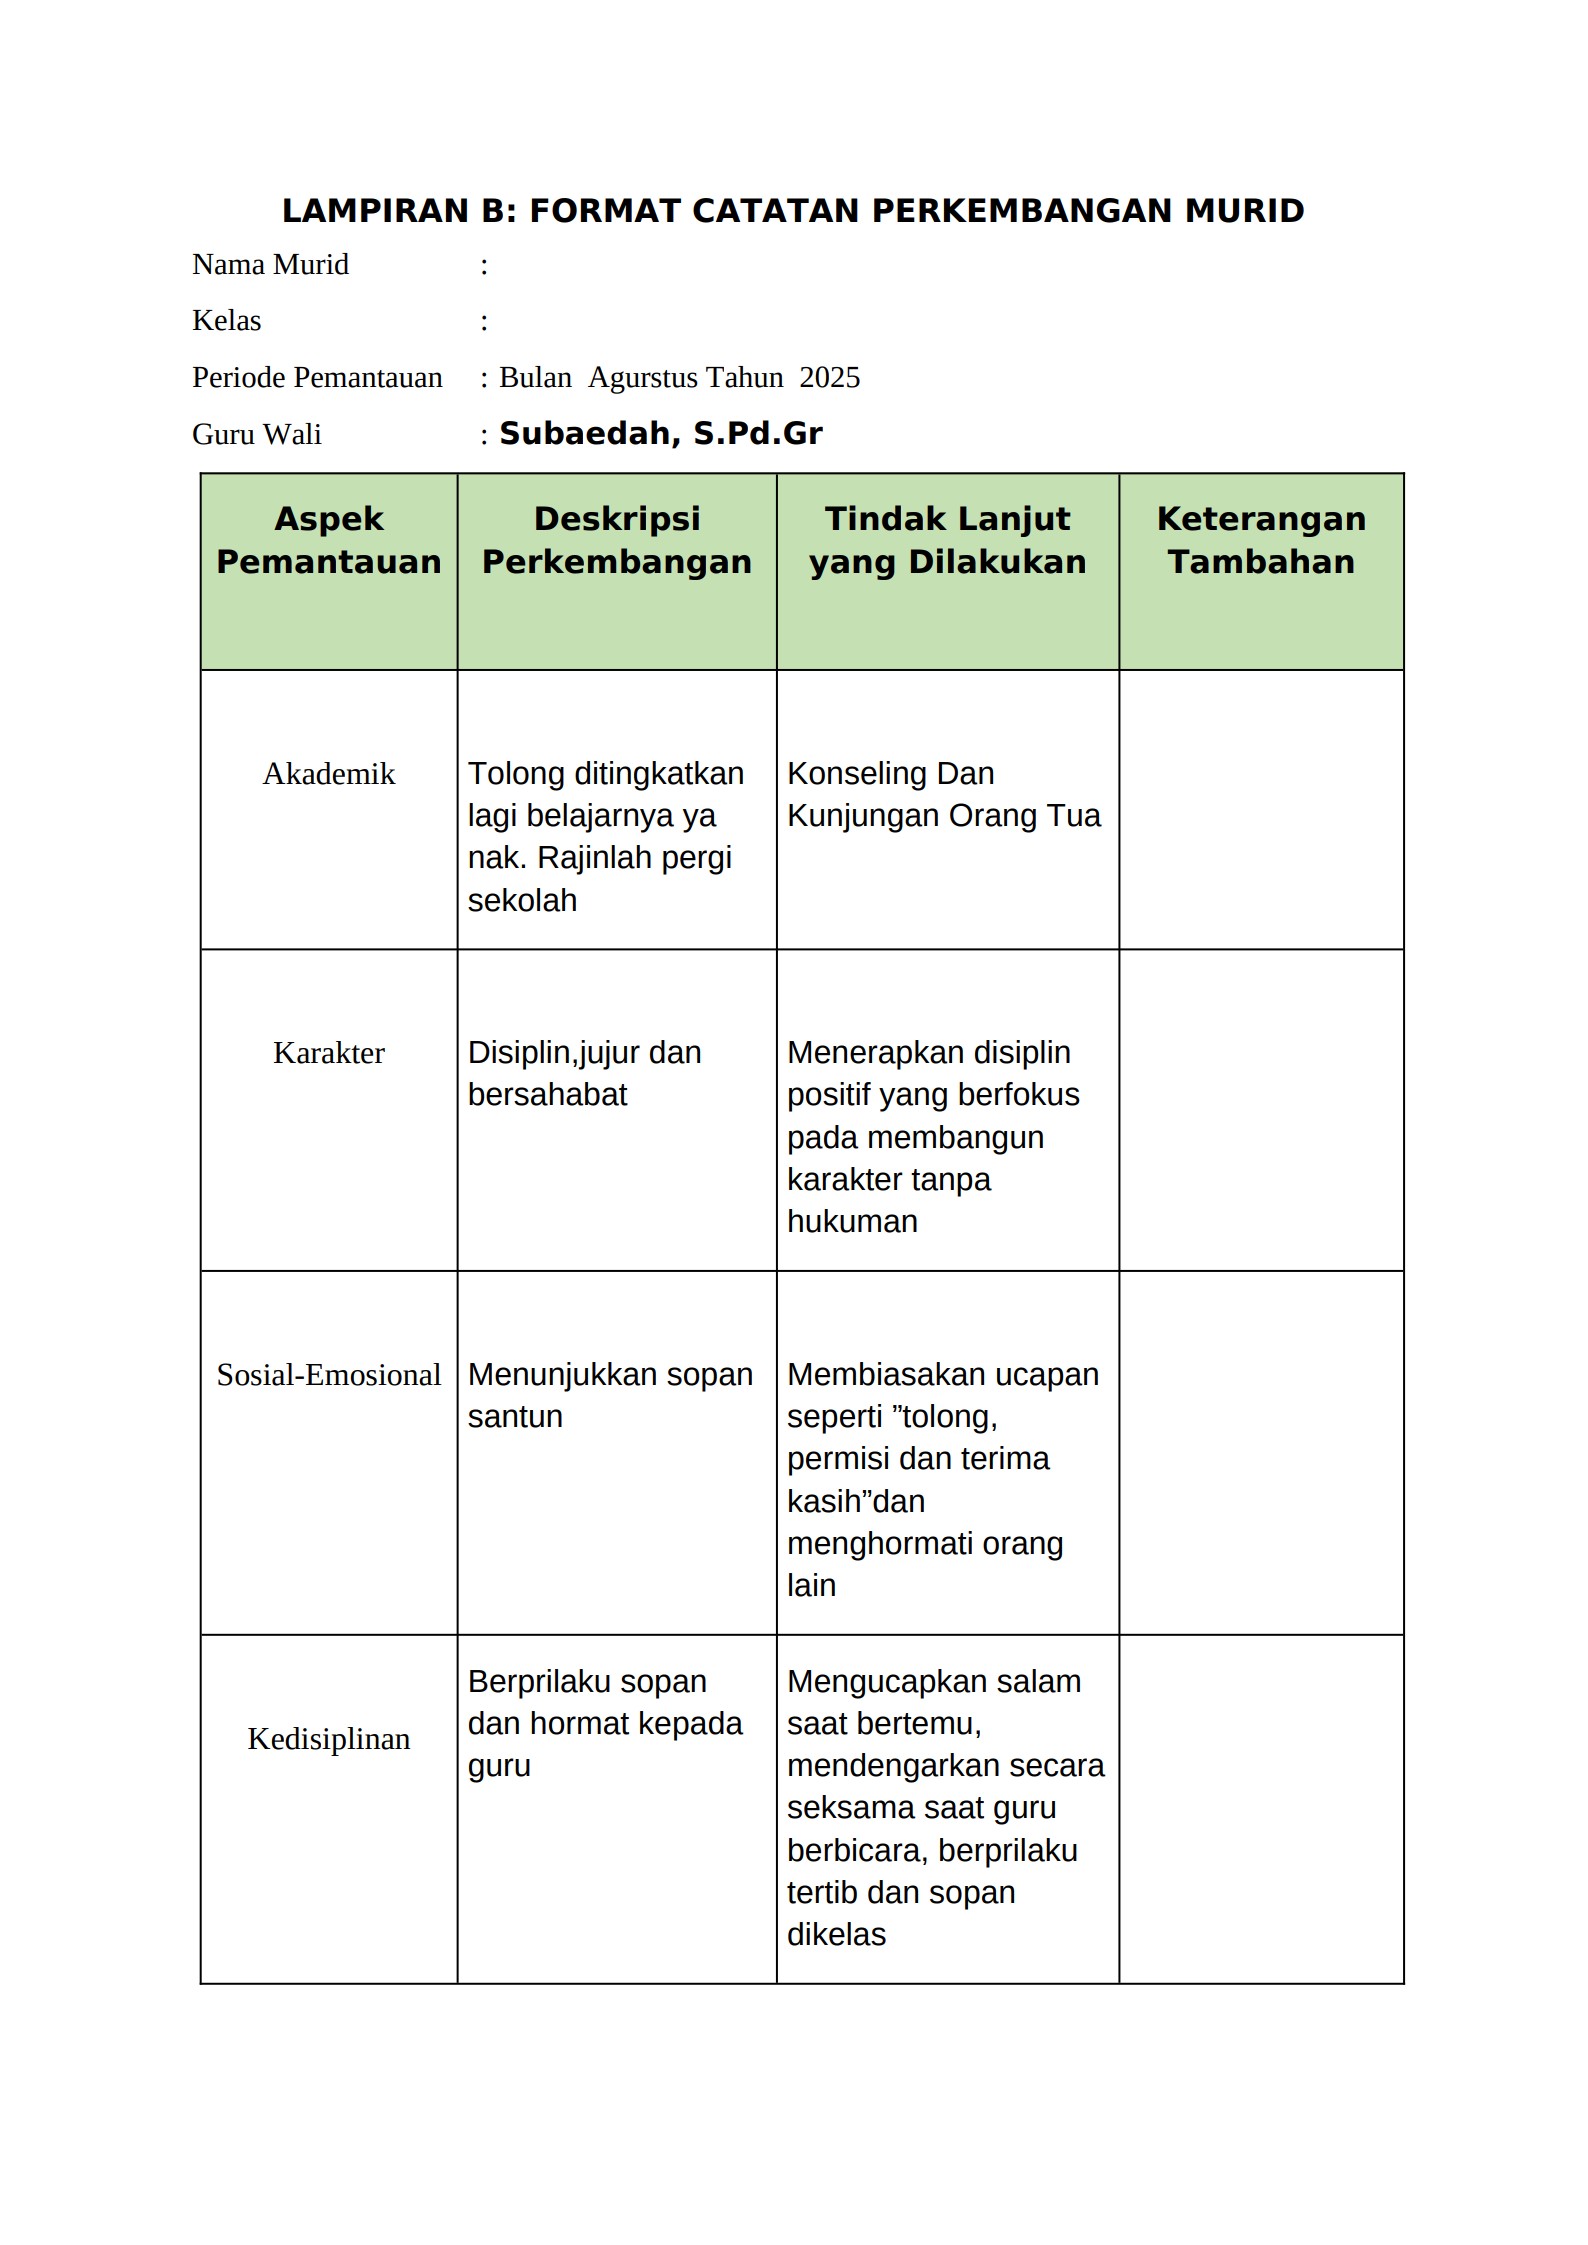 LAMPIRAN B: FORMAT CATATAN PERKEMBANGAN MURID
Nama Murid :
Kelas :
Periode Pemantauan : Bulan Agurstus Tahun 2025
Guru Wali : Subaedah, S.Pd.Gr
Aspek
Pemantauan
Deskripsi
Perkembangan
Tindak Lanjut
yang Dilakukan
Keterangan
Tambahan
Akademik
Tolong ditingkatkan
lagi belajarnya ya
nak. Rajinlah pergi
sekolah
Konseling Dan
Kunjungan Orang Tua
Karakter
Disiplin,jujur dan
bersahabat
Menerapkan disiplin
positif yang berfokus
pada membangun
karakter tanpa
hukuman
Sosial-Emosional
Menunjukkan sopan
santun
Membiasakan ucapan
seperti ”tolong,
permisi dan terima
kasih”dan
menghormati orang
lain
Kedisiplinan
Berprilaku sopan
dan hormat kepada
guru
Mengucapkan salam
saat bertemu,
mendengarkan secara
seksama saat guru
berbicara, berprilaku
tertib dan sopan
dikelas